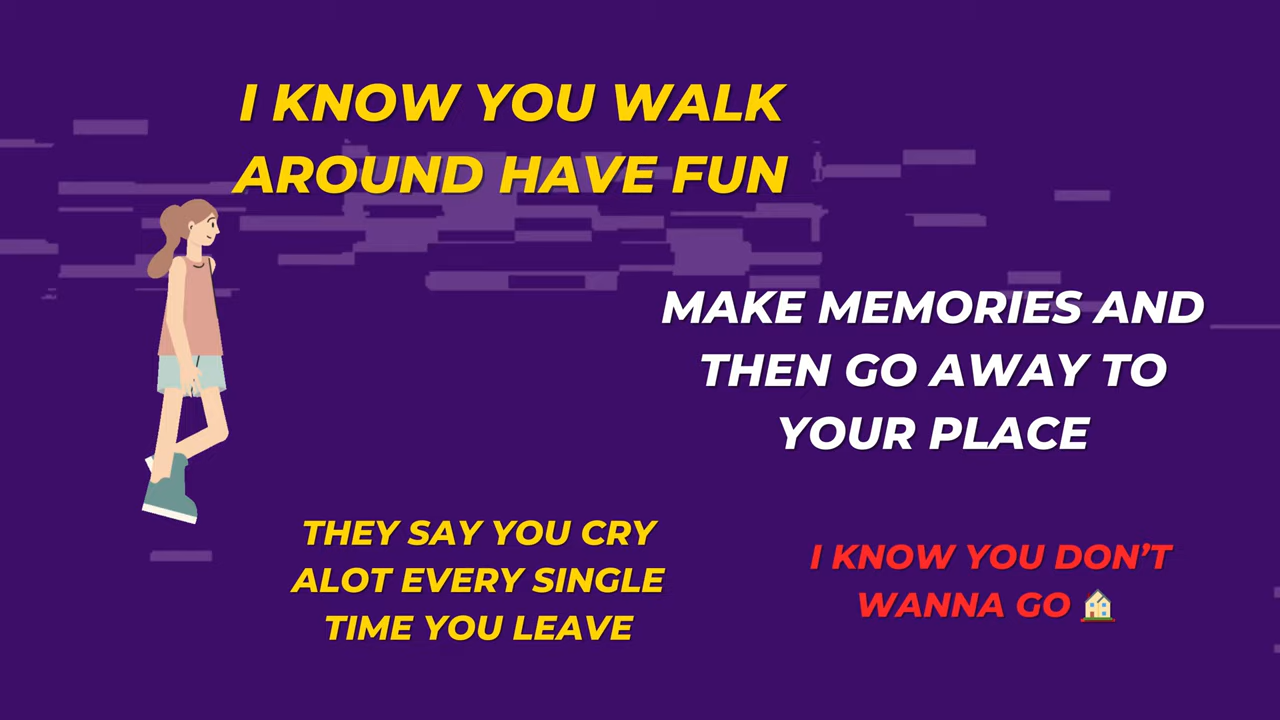 I KNOW YOU WALK
AROUND HAVE FUN
MAKE MEMORIES AND
THEN GO AWAY TO
YOUR PLACE
THEY SAY YOU CRY
ALOT EVERY SINGLE
TIME YOU LEAVE
I KNOW YOU DON’T
WANNA GO 🏠